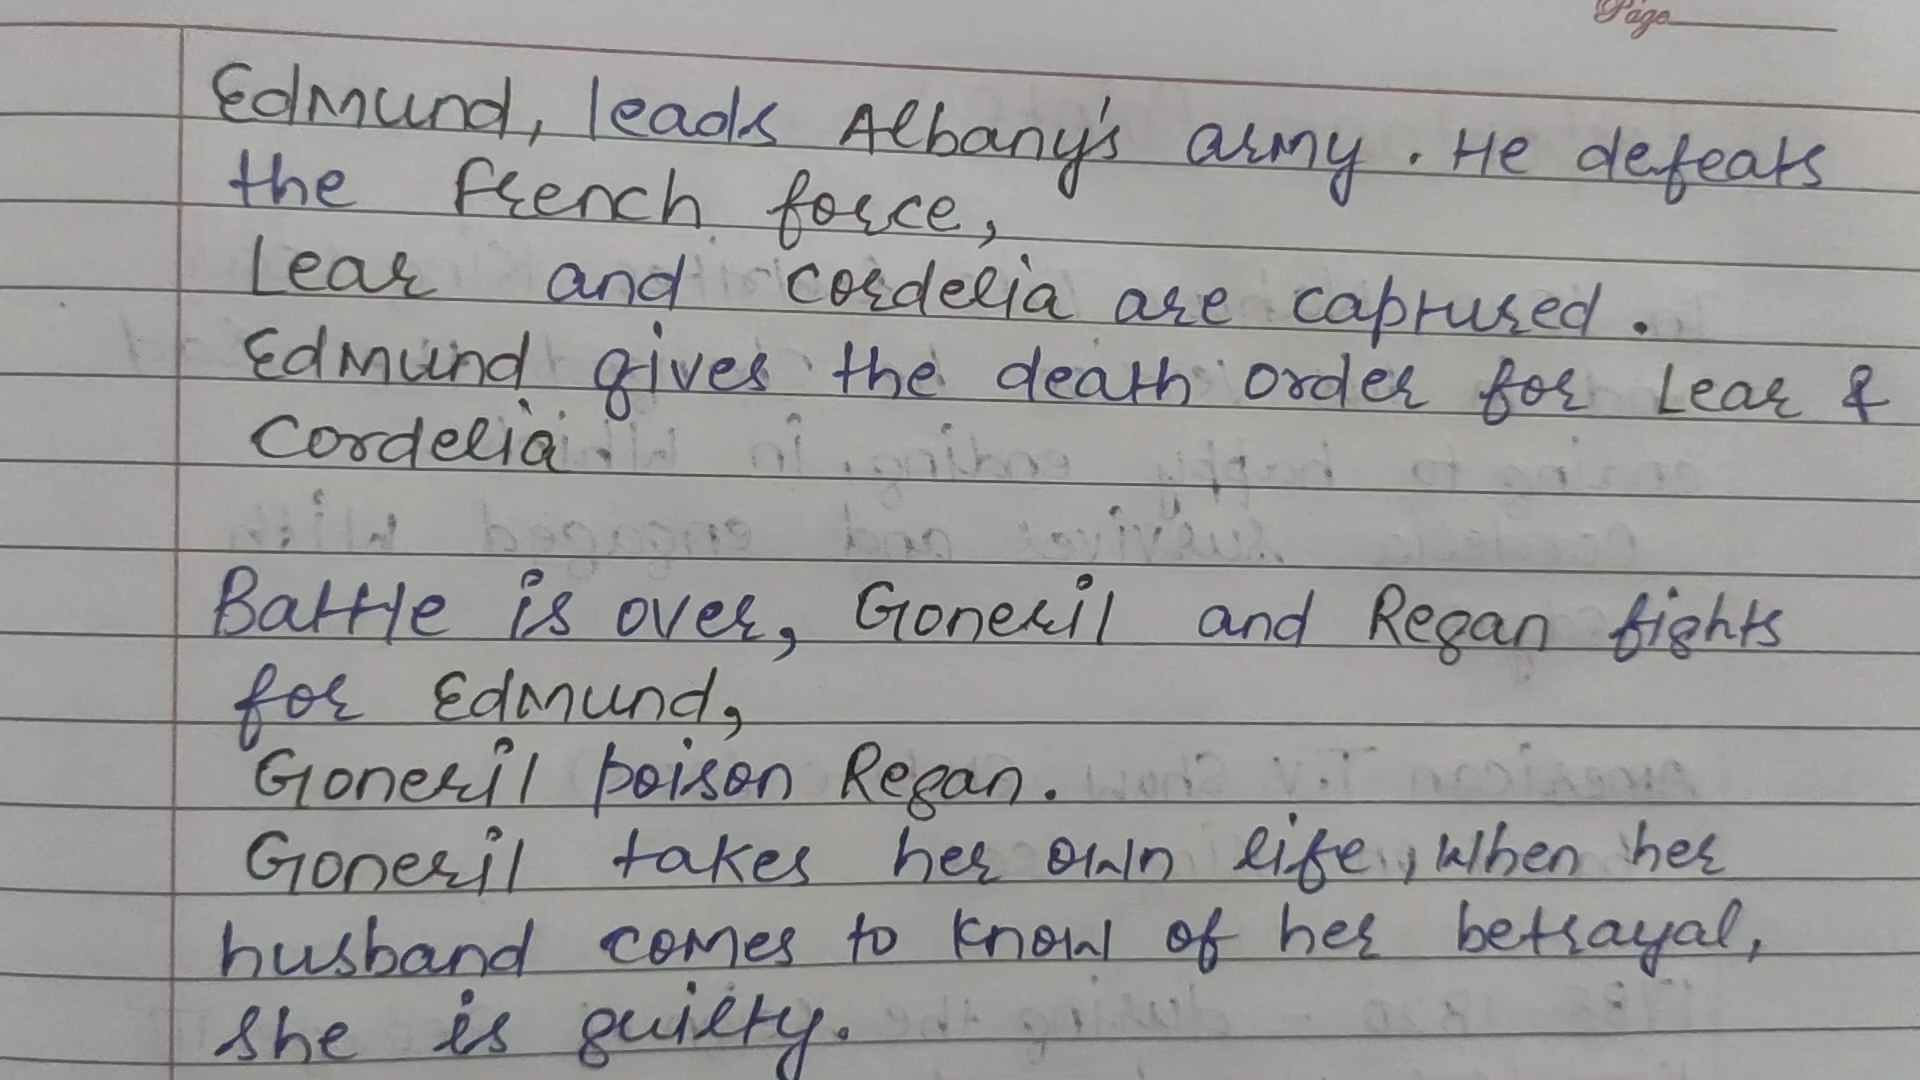 Page
Edmund, leads Albany's army. He defeats
the french force,
Lear and Cordelia are captured.
Edmund gives the death order for Lear &
Cordelia
Battle is over, Goneril and Regan fights
for Edmund,
Goneril poison Regan.
Goneril takes her own life, when her
husband comes to know of her betrayal,
she is guilty.